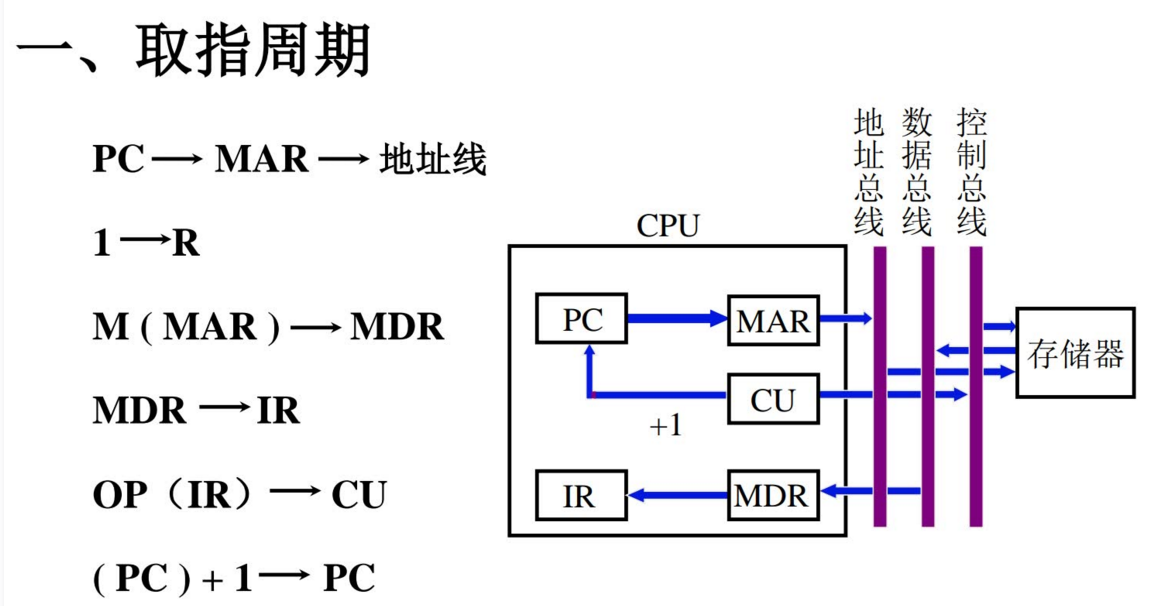 一、取指周期
PC → MAR → 地址线
1 → R
M ( MAR ) → MDR
MDR → IR
OP（IR） → CU
( PC ) + 1 → PC
地址总线
数据总线
控制总线
CPU
PC
MAR
存储器
CU
+1
IR
MDR